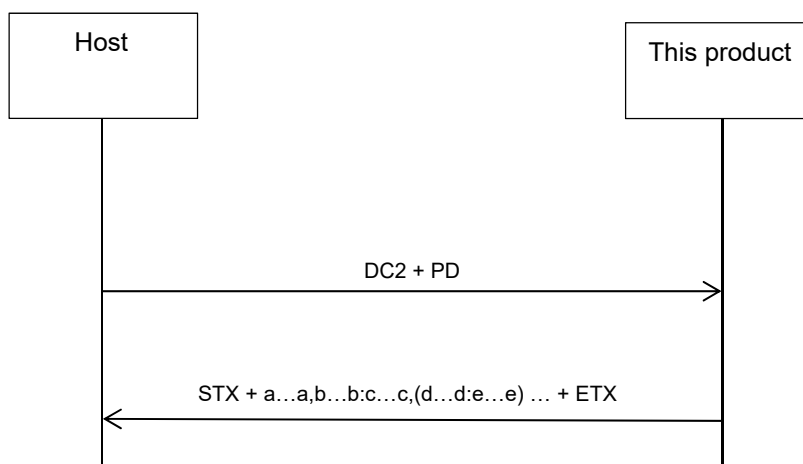 Host
This product
DC2 + PD
STX + a…a,b…b:c…c,(d…d:e…e) … + ETX